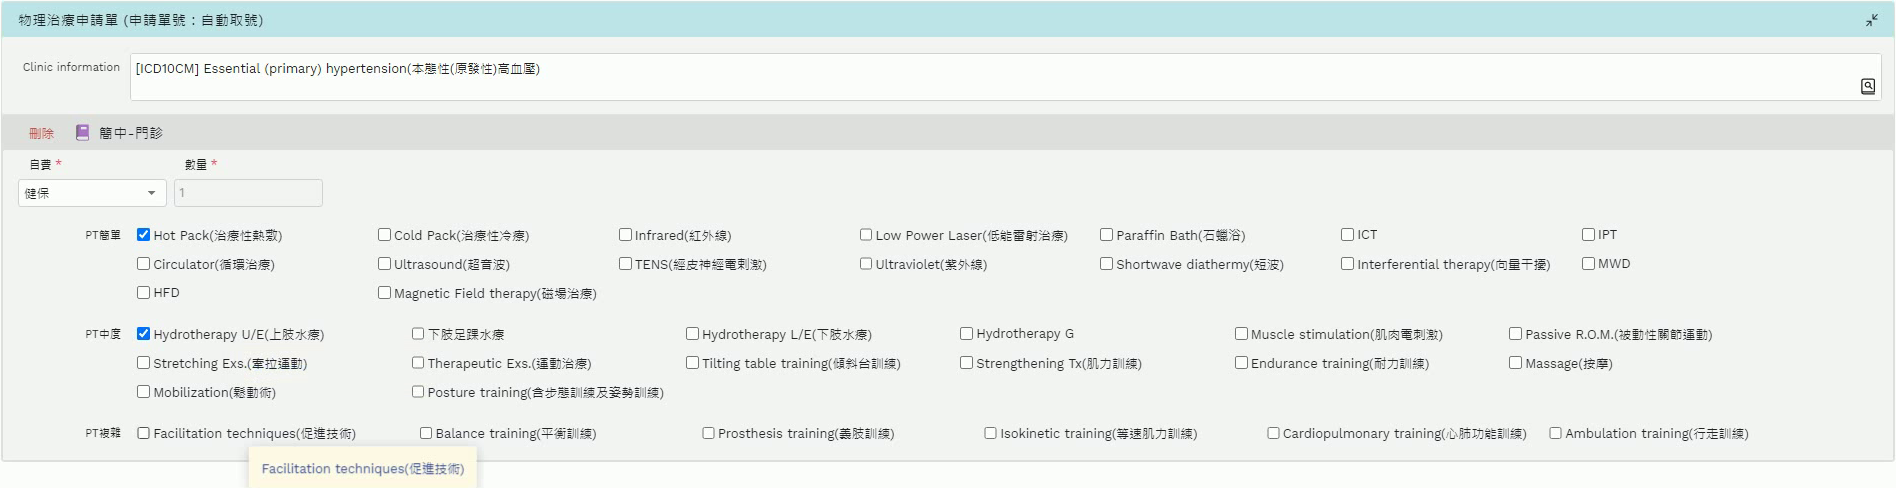 物理治療申請單 (申請單號：自動取號)
Clinic information [ICD10CM] Essential (primary) hypertension(本態性(原發性)高血壓)
刪除 簡中-門診
自費 * 數量 *
健保 1
PT簡單 Hot Pack(治療性熱敷) Cold Pack(治療性冷療) Infrared(紅外線) Low Power Laser(低能雷射治療) Paraffin Bath(石蠟浴) ICT IPT
Circulator(循環治療) Ultrasound(超音波) TENS(經皮神經電刺激) Ultraviolet(紫外線) Shortwave diathermy(短波) Interferential therapy(向量干擾) MWD
HFD Magnetic Field therapy(磁場治療)
PT中度 Hydrotherapy U/E(上肢水療) 下肢足踝水療 Hydrotherapy L/E(下肢水療) Hydrotherapy G Muscle stimulation(肌肉電刺激) Passive R.O.M.(被動性關節運動)
Stretching Exs.(牽拉運動) Therapeutic Exs.(運動治療) Tilting table training(傾斜台訓練) Strengthening Tx(肌力訓練) Endurance training(耐力訓練) Massage(按摩)
Mobilization(鬆動術) Posture training(含步態訓練及姿勢訓練)
PT複雜 Facilitation techniques(促進技術) Balance training(平衡訓練) Prosthesis training(義肢訓練) Isokinetic training(等速肌力訓練) Cardiopulmonary training(心肺功能訓練) Ambulation training(行走訓練)
Facilitation techniques(促進技術)